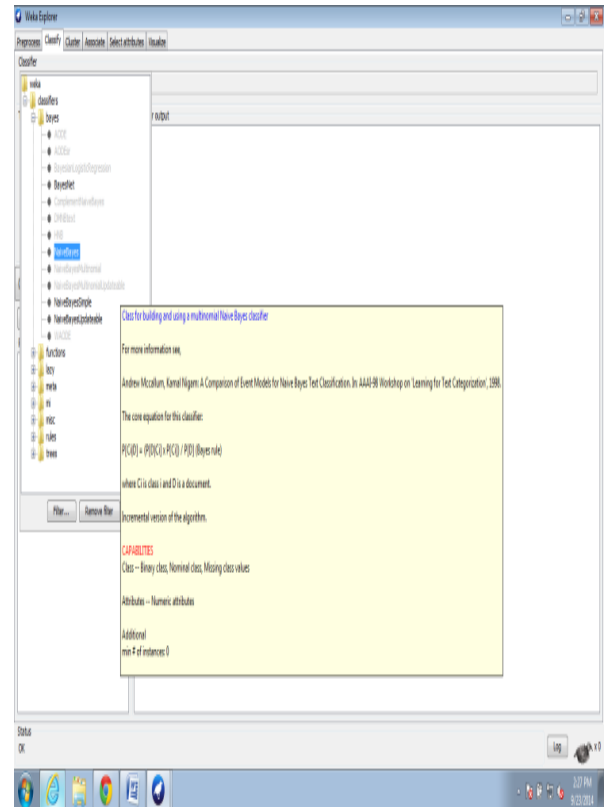 Weka Explorer
Preprocess Classify Cluster Associate Select attributes Visualize
Classifier
weka
classifiers
r output
bayes
AODE
AODEsr
BayesianLogisticRegression
BayesNet
ComplementNaiveBayes
DMNBtext
HNB
NaiveBayes
NaiveBayesMultinomial
NaiveBayesMultinomialUpdateable
NaiveBayesSimple
NaiveBayesUpdateable
WAODE
functions
lazy
meta
mi
misc
rules
trees
Filter... Remove filter
Class for building and using a multinomial Naive Bayes classifier
For more information see,
Andrew Mccallum, Kamal Nigam: A Comparison of Event Models for Naive Bayes Text Classification. In: AAAI-98 Workshop on 'Learning for Text Categorization', 1998.
The core equation for this classifier:
P[Ci|D] = (P[D|Ci] x P[Ci]) / P[D] (Bayes rule)
where Ci is class i and D is a document.
Incremental version of the algorithm.
CAPABILITIES
Class -- Binary class, Nominal class, Missing class values
Attributes -- Numeric attributes
Additional
min # of instances: 0
Status
OK
Log
x 0
2:27 PM
9/23/2014